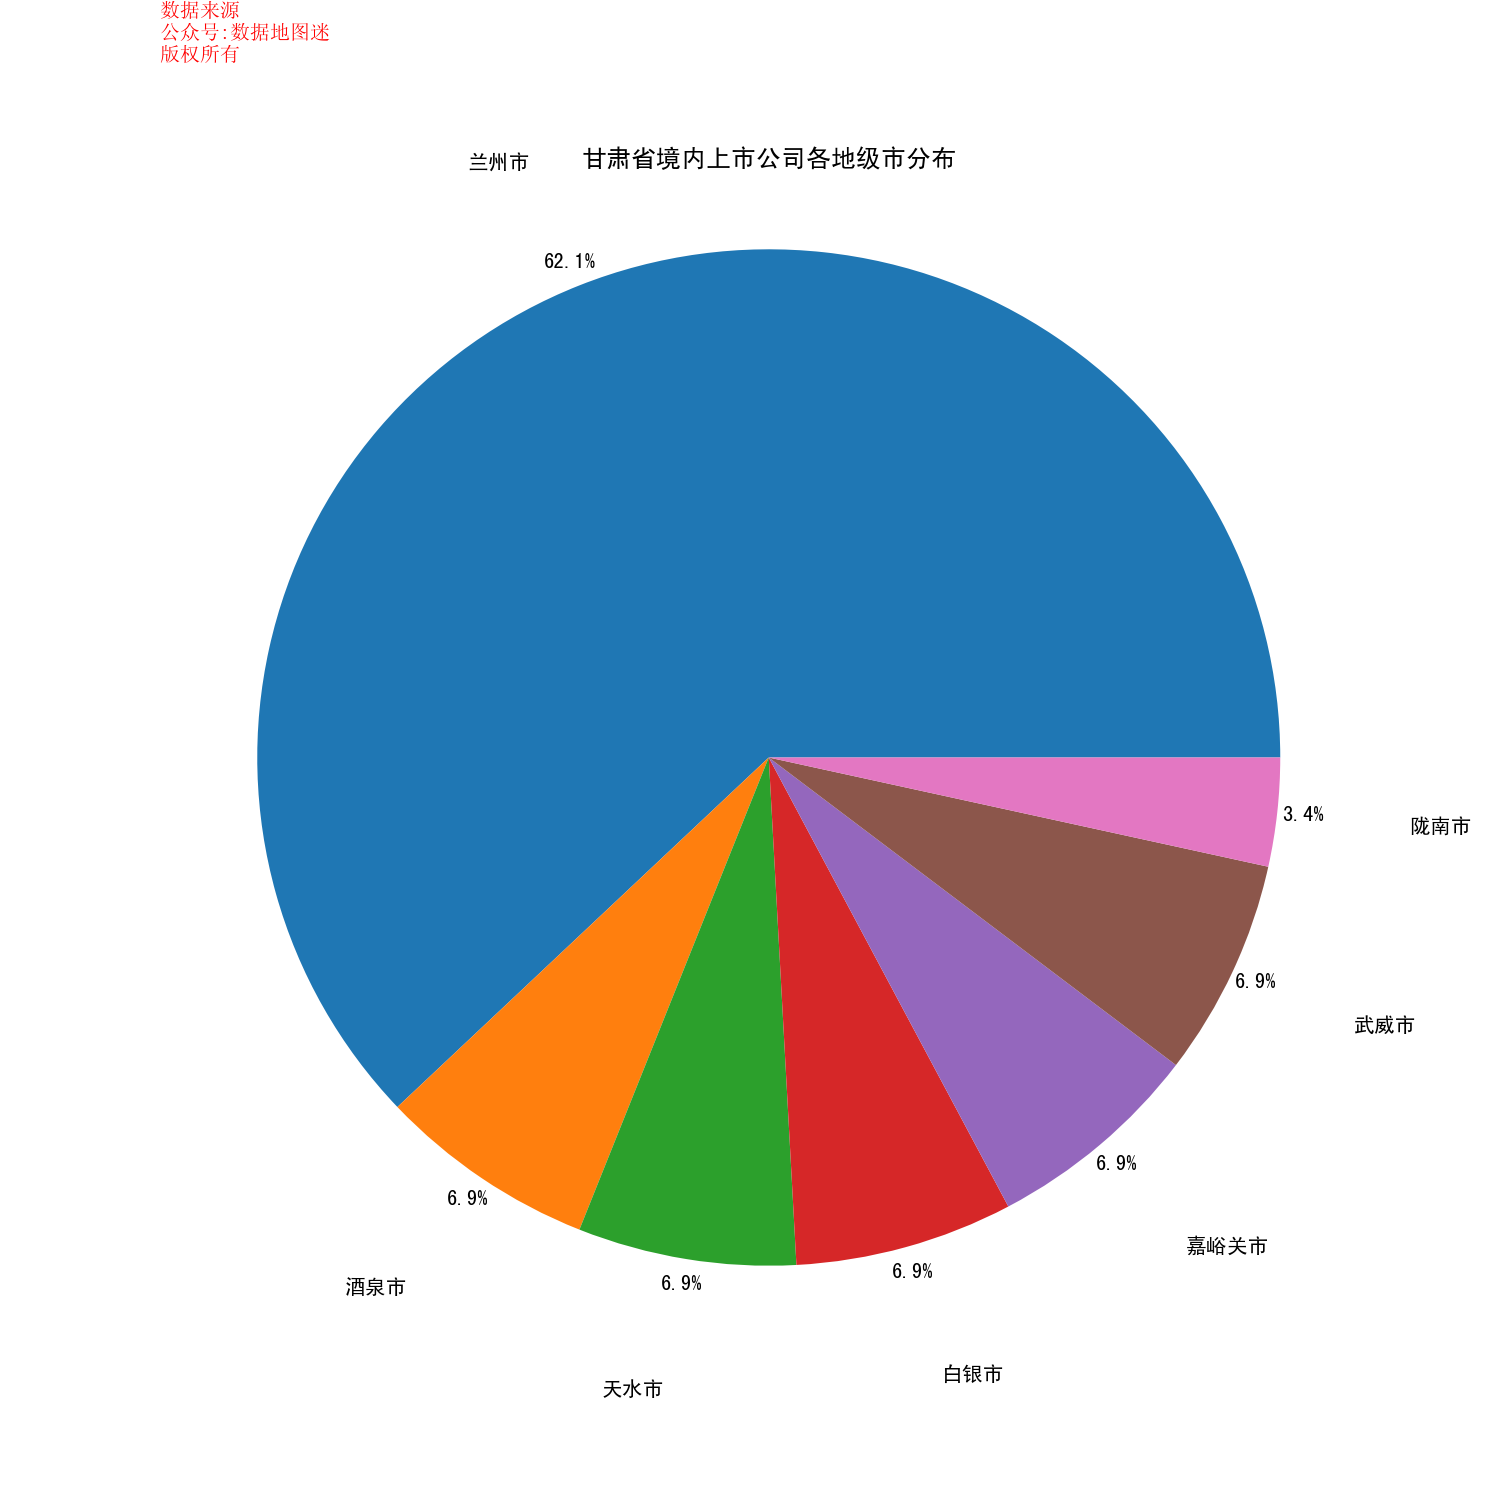 数据来源
公众号:数据地图迷
版权所有
兰州市
甘肃省境内上市公司各地级市分布
62.1%
3.4%
陇南市
6.9%
武威市
6.9%
嘉峪关市
6.9%
酒泉市
6.9%
天水市
6.9%
白银市